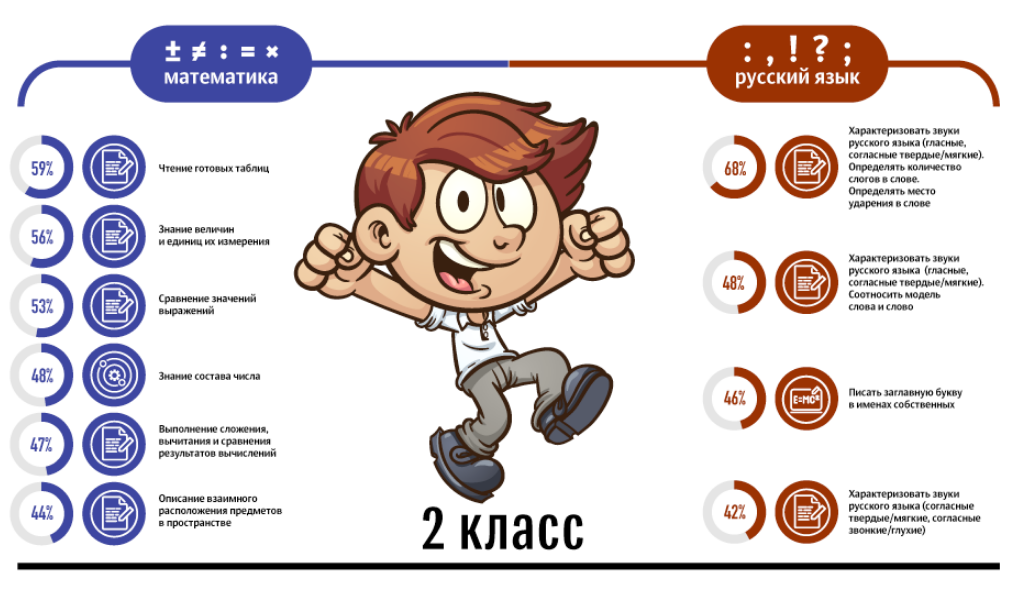 ± ≠ : = ×
математика
: , ! ? ;
русский язык
59%
Чтение готовых таблиц
56%
Знание величин
и единиц их измерения
53%
Сравнение значений
выражений
48%
Знание состава числа
47%
Выполнение сложения,
вычитания и сравнения
результатов вычислений
44%
Описание взаимного
расположения предметов
в пространстве
68%
Характеризовать звуки
русского языка (гласные,
согласные твердые/мягкие).
Определять количество
слогов в слове.
Определять место
ударения в слове
48%
Характеризовать звуки
русского языка (гласные,
согласные твердые/мягкие).
Соотносить модель
слова и слово
46%
E=MC²
Писать заглавную букву
в именах собственных
42%
Характеризовать звуки
русского языка (согласные
твердые/мягкие, согласные
звонкие/глухие)
2 класс